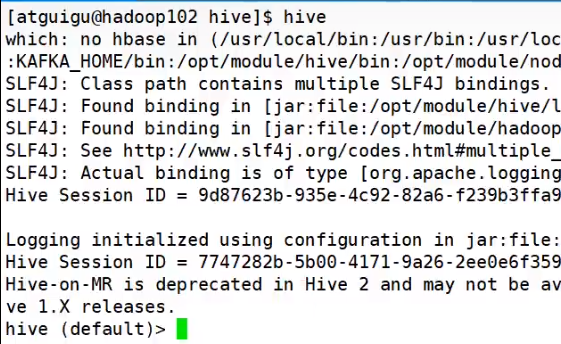 [atguigu@hadoop102 hive]$ hive
which: no hbase in (/usr/local/bin:/usr/bin:/usr/loc
:KAFKA_HOME/bin:/opt/module/hive/bin:/opt/module/nod
SLF4J: Class path contains multiple SLF4J bindings.
SLF4J: Found binding in [jar:file:/opt/module/hive/l
SLF4J: Found binding in [jar:file:/opt/module/hadoop
SLF4J: See http://www.slf4j.org/codes.html#multiple_
SLF4J: Actual binding is of type [org.apache.logging
Hive Session ID = 9d87623b-935e-4c92-82a6-f239b3ffa9
Logging initialized using configuration in jar:file:
Hive Session ID = 7747282b-5b00-4171-9a26-2ee0e6f359
Hive-on-MR is deprecated in Hive 2 and may not be av
ve 1.X releases.
hive (default)>